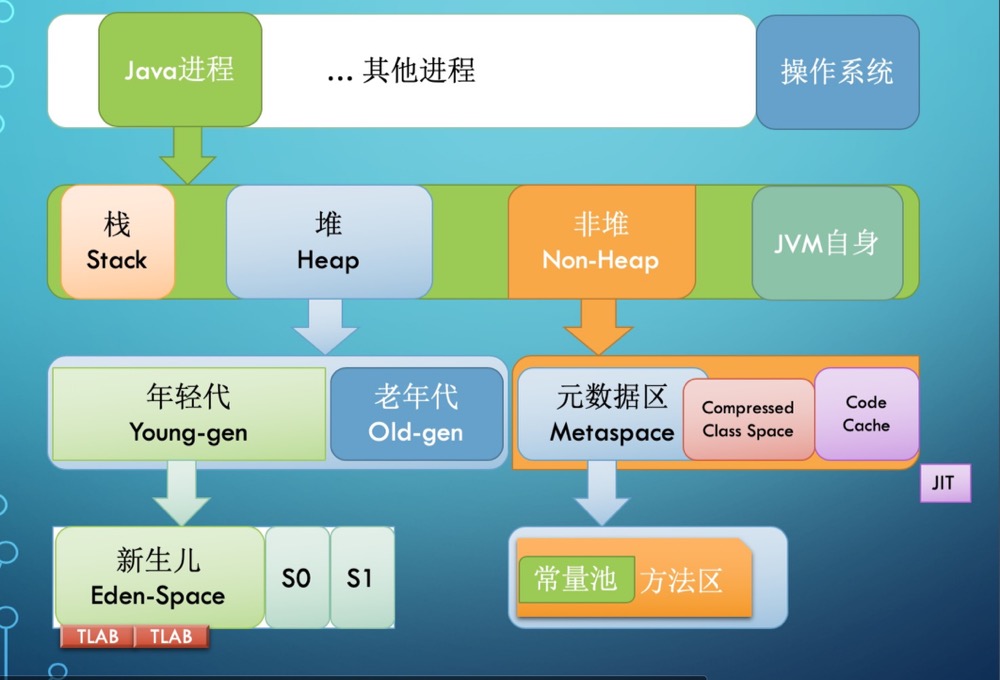 Java进程
... 其他进程
操作系统
栈
Stack
堆
Heap
非堆
Non-Heap
JVM自身
年轻代
Young-gen
老年代
Old-gen
元数据区
Metaspace
Compressed
Class Space
Code
Cache
JIT
新生儿
Eden-Space
S0
S1
常量池
方法区
TLAB
TLAB